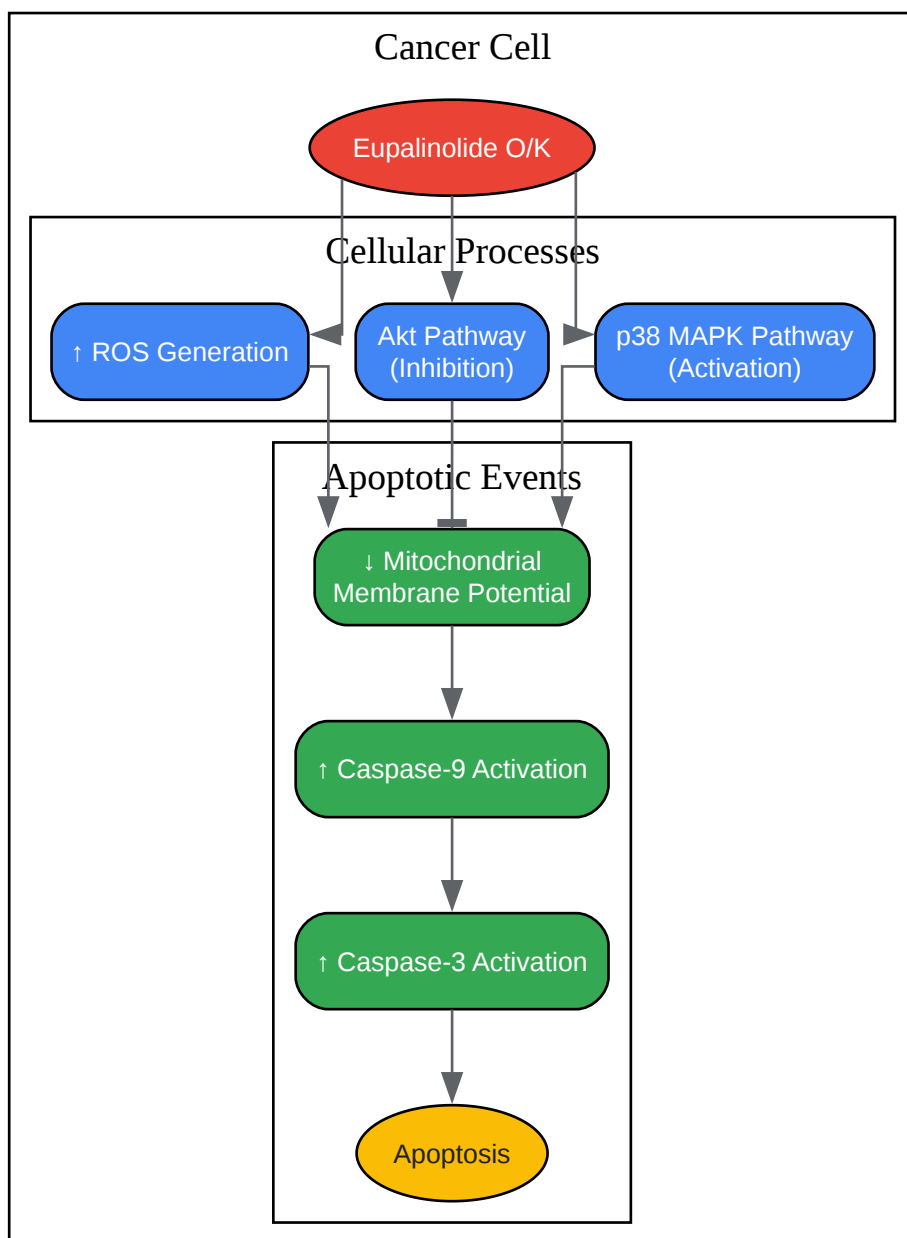 Cancer Cell
Eupalinolide O/K
Cellular Processes
↑ ROS Generation
Akt Pathway
(Inhibition)
p38 MAPK Pathway
(Activation)
Apoptotic Events
↓ Mitochondrial
Membrane Potential
↑ Caspase-9 Activation
↑ Caspase-3 Activation
Apoptosis